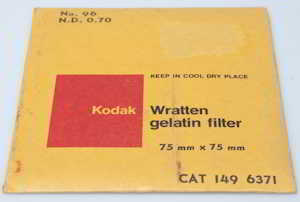 No. 96
N.D. 0.70
KEEP IN COOL DRY PLACE
Kodak
Wratten
gelatin filter
75 mm x 75 mm
CAT 149 6371